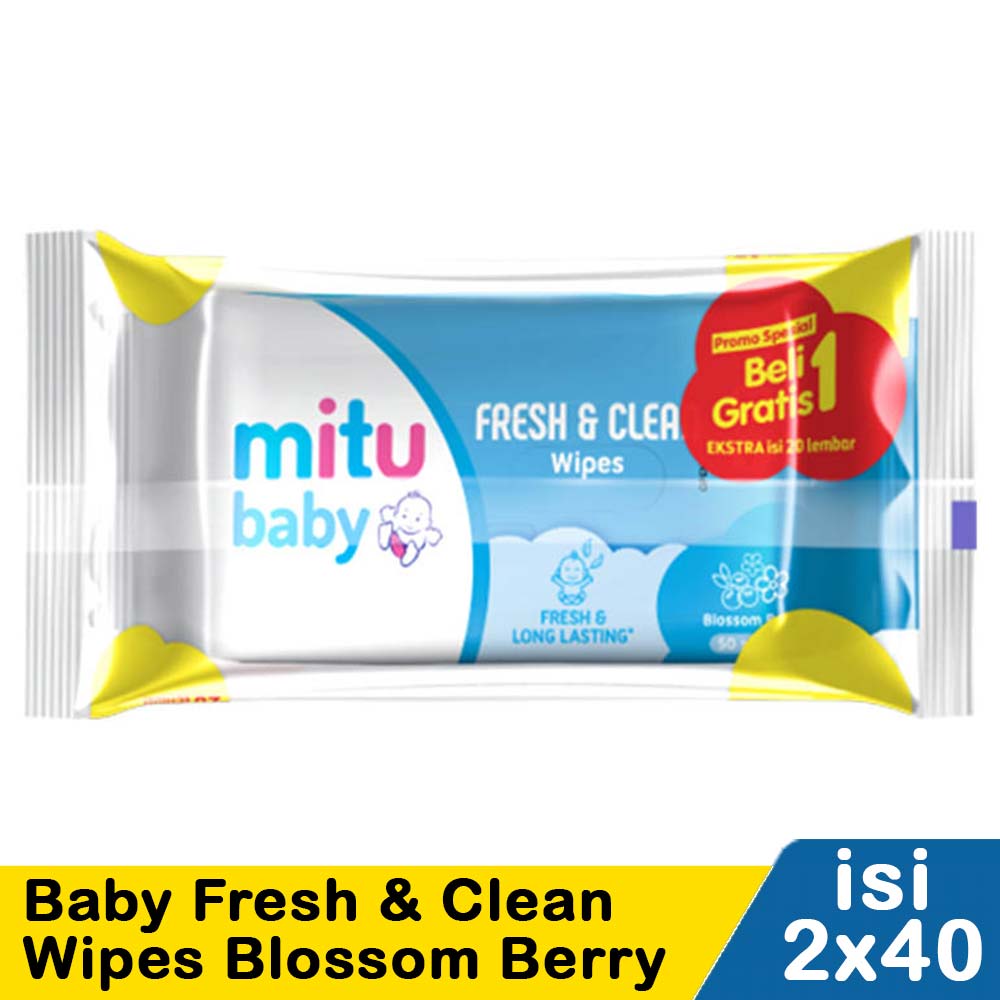 mitu
baby
FRESH & CLEA
Wipes
Promo Spesial
Beli 1
Gratis
EKSTRA isi 20 lembar
FRESH &
LONG LASTING*
Blossom
50
Baby Fresh & Clean
Wipes Blossom Berry
isi
2x40